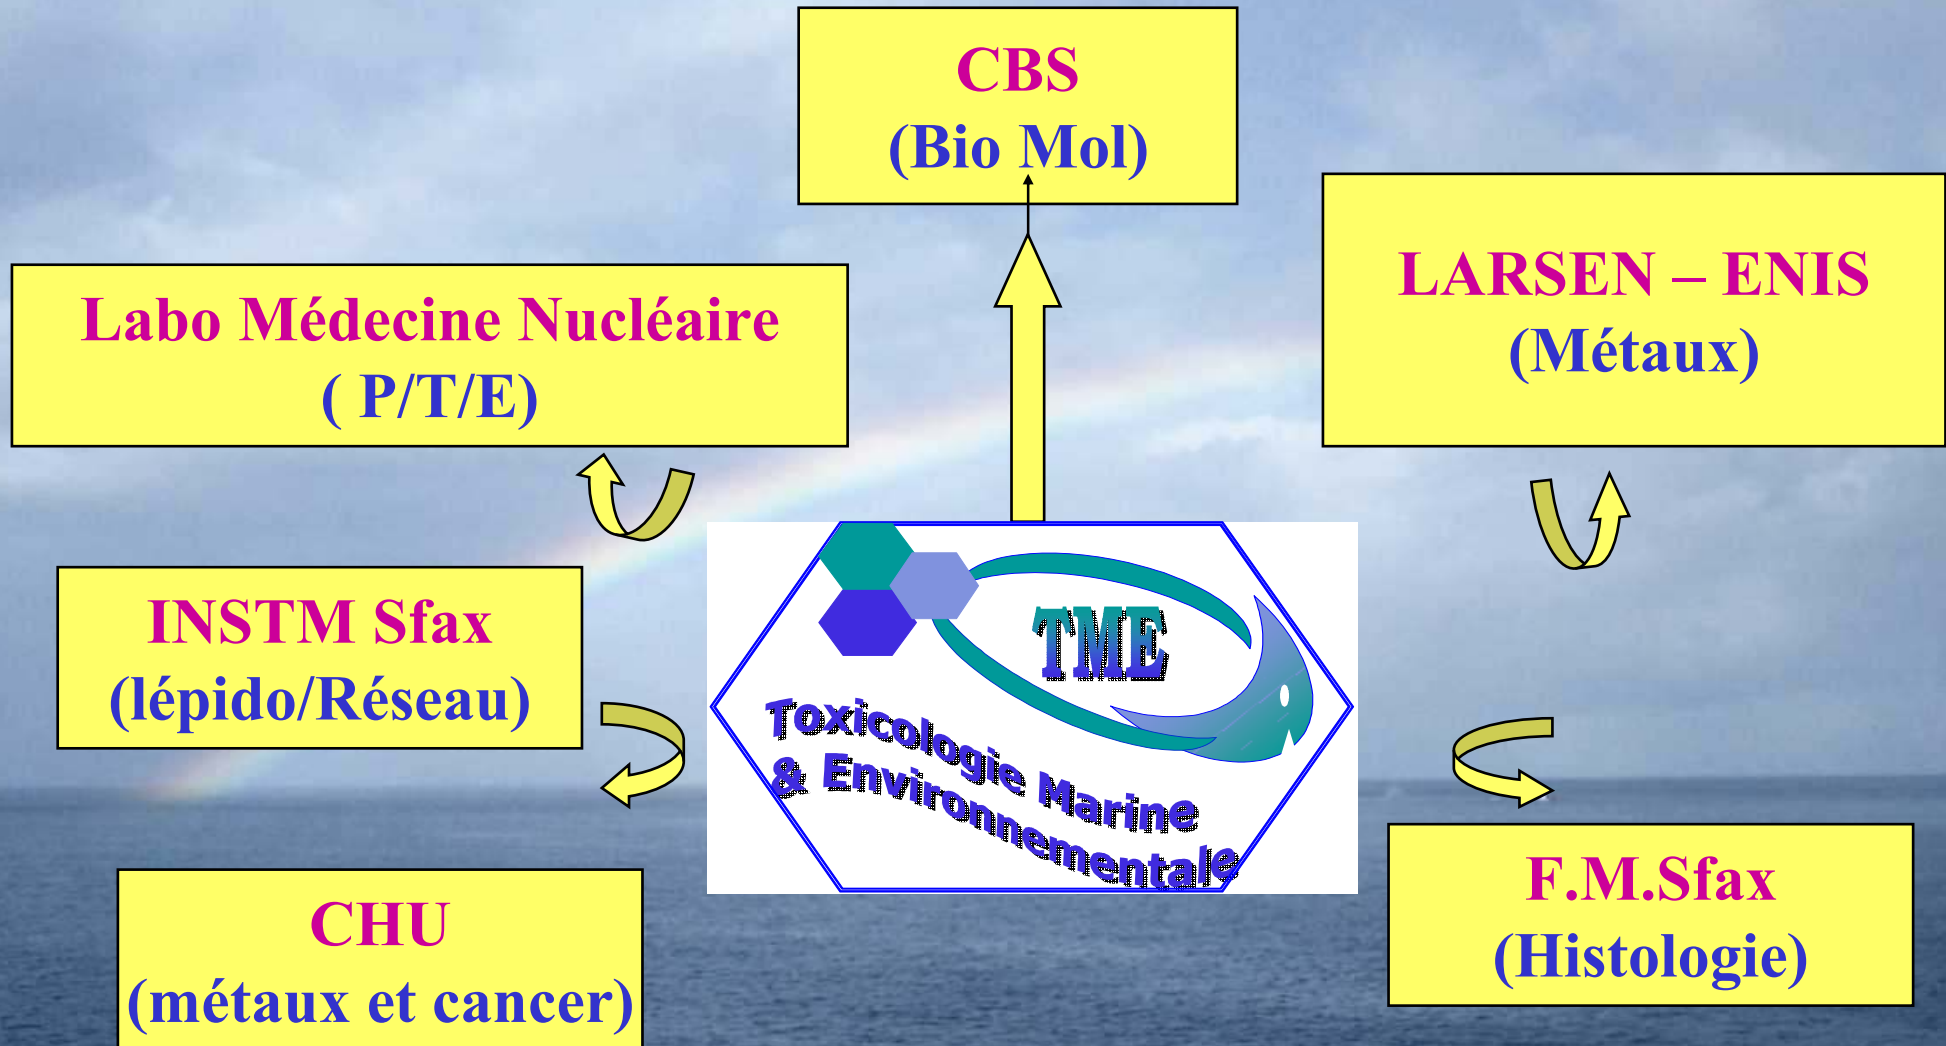 CBS
(Bio Mol)
Labo Médecine Nucléaire
( P/T/E)
LARSEN – ENIS
(Métaux)
INSTM Sfax
(lépido/Réseau)
TME
Toxicologie Marine
& Environnementale
CHU
(métaux et cancer)
F.M.Sfax
(Histologie)